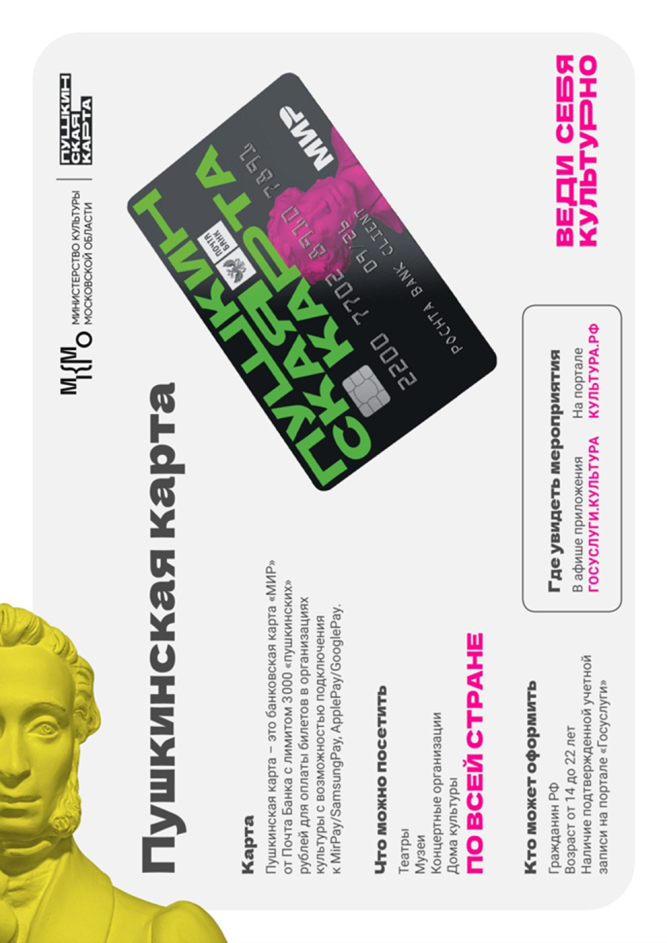 МИНИСТЕРСТВО КУЛЬТУРЫ
МОСКОВСКОЙ ОБЛАСТИ
ПУШКИН
СКАЯ
КАРТА
Пушкинская карта
Карта
Пушкинская карта – это банковская карта «МИР»
от Почта Банка с лимитом 3000 «пушкинских»
рублей для оплаты билетов в организациях
культуры с возможностью подключения
к MirPay/SamsungPay, ApplePay/GooglePay.
ПУШКИН
СКАЯ
КАРТА
ПОЧТА
БАНК
МИР
2200 7702 8910 7891
09/26
POCHTA BANK CLIENT
Что можно посетить
Театры
Музеи
Концертные организации
Дома культуры
ПО ВСЕЙ СТРАНЕ
Кто может оформить
Гражданин РФ
Возраст от 14 до 22 лет
Наличие подтвержденной учетной
записи на портале «Госуслуги»
Где увидеть мероприятия
В афише приложения
ГОСУСЛУГИ.КУЛЬТУРА
На портале
КУЛЬТУРА.РФ
ВЕДИ СЕБЯ
КУЛЬТУРНО